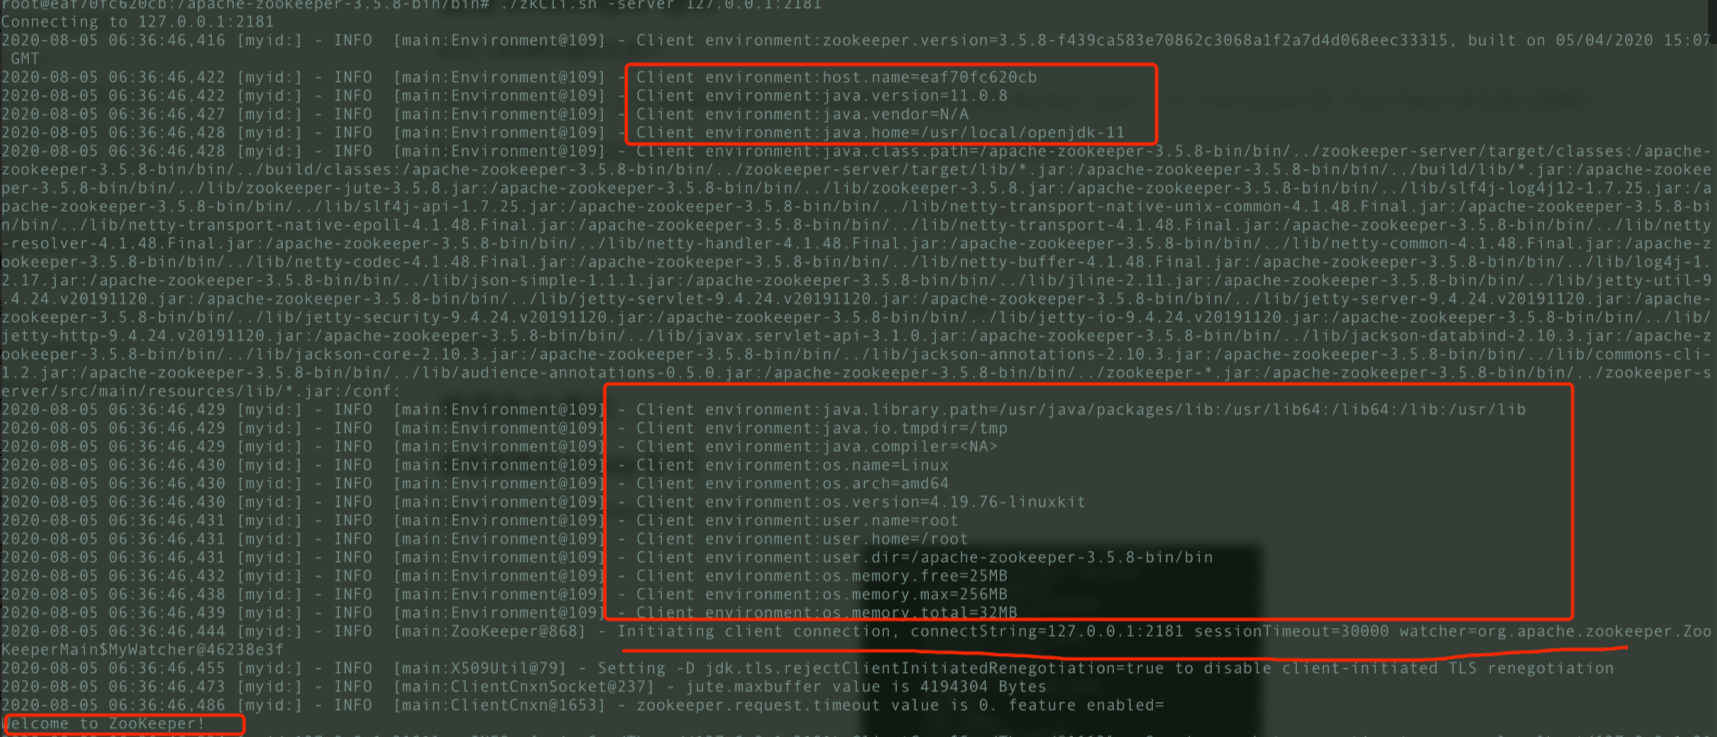 root@eaf70fc620cb:/apache-zookeeper-3.5.8-bin/bin# ./zkCli.sh -server 127.0.0.1:2181
Connecting to 127.0.0.1:2181
2020-08-05 06:36:46,416 [myid:] - INFO  [main:Environment@109] - Client environment:zookeeper.version=3.5.8-f439ca583e70862c3068a1f2a7d4d068eec33315, built on 05/04/2020 15:07
 GMT
2020-08-05 06:36:46,422 [myid:] - INFO  [main:Environment@109] - Client environment:host.name=eaf70fc620cb
2020-08-05 06:36:46,422 [myid:] - INFO  [main:Environment@109] - Client environment:java.version=11.0.8
2020-08-05 06:36:46,427 [myid:] - INFO  [main:Environment@109] - Client environment:java.vendor=N/A
2020-08-05 06:36:46,428 [myid:] - INFO  [main:Environment@109] - Client environment:java.home=/usr/local/openjdk-11
2020-08-05 06:36:46,428 [myid:] - INFO  [main:Environment@109] - Client environment:java.class.path=/apache-zookeeper-3.5.8-bin/bin/../zookeeper-server/target/classes:/apache-
zookeeper-3.5.8-bin/bin/../build/classes:/apache-zookeeper-3.5.8-bin/bin/../zookeeper-server/target/lib/*.jar:/apache-zookeeper-3.5.8-bin/bin/../build/lib/*.jar:/apache-zookee
per-3.5.8-bin/bin/../lib/zookeeper-jute-3.5.8.jar:/apache-zookeeper-3.5.8-bin/bin/../lib/zookeeper-3.5.8.jar:/apache-zookeeper-3.5.8-bin/bin/../lib/slf4j-log4j12-1.7.25.jar:/a
pache-zookeeper-3.5.8-bin/bin/../lib/slf4j-api-1.7.25.jar:/apache-zookeeper-3.5.8-bin/bin/../lib/netty-transport-native-unix-common-4.1.48.Final.jar:/apache-zookeeper-3.5.8-bi
n/bin/../lib/netty-transport-native-epoll-4.1.48.Final.jar:/apache-zookeeper-3.5.8-bin/bin/../lib/netty-transport-4.1.48.Final.jar:/apache-zookeeper-3.5.8-bin/bin/../lib/netty
-resolver-4.1.48.Final.jar:/apache-zookeeper-3.5.8-bin/bin/../lib/netty-handler-4.1.48.Final.jar:/apache-zookeeper-3.5.8-bin/bin/../lib/netty-common-4.1.48.Final.jar:/apache-z
ookeeper-3.5.8-bin/bin/../lib/netty-codec-4.1.48.Final.jar:/apache-zookeeper-3.5.8-bin/bin/../lib/netty-buffer-4.1.48.Final.jar:/apache-zookeeper-3.5.8-bin/bin/../lib/log4j-1.
2.17.jar:/apache-zookeeper-3.5.8-bin/bin/../lib/json-simple-1.1.1.jar:/apache-zookeeper-3.5.8-bin/bin/../lib/jline-2.11.jar:/apache-zookeeper-3.5.8-bin/bin/../lib/jetty-util-9
.4.24.v20191120.jar:/apache-zookeeper-3.5.8-bin/bin/../lib/jetty-servlet-9.4.24.v20191120.jar:/apache-zookeeper-3.5.8-bin/bin/../lib/jetty-server-9.4.24.v20191120.jar:/apache-
zookeeper-3.5.8-bin/bin/../lib/jetty-security-9.4.24.v20191120.jar:/apache-zookeeper-3.5.8-bin/bin/../lib/jetty-io-9.4.24.v20191120.jar:/apache-zookeeper-3.5.8-bin/bin/../lib/
jetty-http-9.4.24.v20191120.jar:/apache-zookeeper-3.5.8-bin/bin/../lib/javax.servlet-api-3.1.0.jar:/apache-zookeeper-3.5.8-bin/bin/../lib/jackson-databind-2.10.3.jar:/apache-z
ookeeper-3.5.8-bin/bin/../lib/jackson-core-2.10.3.jar:/apache-zookeeper-3.5.8-bin/bin/../lib/jackson-annotations-2.10.3.jar:/apache-zookeeper-3.5.8-bin/bin/../lib/commons-cli-
1.2.jar:/apache-zookeeper-3.5.8-bin/bin/../lib/audience-annotations-0.5.0.jar:/apache-zookeeper-3.5.8-bin/bin/../zookeeper-*.jar:/apache-zookeeper-3.5.8-bin/bin/../zookeeper-s
erver/src/main/resources/lib/*.jar:/conf:
2020-08-05 06:36:46,429 [myid:] - INFO  [main:Environment@109] - Client environment:java.library.path=/usr/java/packages/lib:/usr/lib64:/lib64:/lib:/usr/lib
2020-08-05 06:36:46,429 [myid:] - INFO  [main:Environment@109] - Client environment:java.io.tmpdir=/tmp
2020-08-05 06:36:46,429 [myid:] - INFO  [main:Environment@109] - Client environment:java.compiler=<NA>
2020-08-05 06:36:46,430 [myid:] - INFO  [main:Environment@109] - Client environment:os.name=Linux
2020-08-05 06:36:46,430 [myid:] - INFO  [main:Environment@109] - Client environment:os.arch=amd64
2020-08-05 06:36:46,430 [myid:] - INFO  [main:Environment@109] - Client environment:os.version=4.19.76-linuxkit
2020-08-05 06:36:46,431 [myid:] - INFO  [main:Environment@109] - Client environment:user.name=root
2020-08-05 06:36:46,431 [myid:] - INFO  [main:Environment@109] - Client environment:user.home=/root
2020-08-05 06:36:46,431 [myid:] - INFO  [main:Environment@109] - Client environment:user.dir=/apache-zookeeper-3.5.8-bin/bin
2020-08-05 06:36:46,432 [myid:] - INFO  [main:Environment@109] - Client environment:os.memory.free=25MB
2020-08-05 06:36:46,438 [myid:] - INFO  [main:Environment@109] - Client environment:os.memory.max=256MB
2020-08-05 06:36:46,439 [myid:] - INFO  [main:Environment@109] - Client environment:os.memory.total=32MB
2020-08-05 06:36:46,444 [myid:] - INFO  [main:ZooKeeper@868] - Initiating client connection, connectString=127.0.0.1:2181 sessionTimeout=30000 watcher=org.apache.zookeeper.Zoo
KeeperMain$MyWatcher@46238e3f
2020-08-05 06:36:46,455 [myid:] - INFO  [main:X509Util@79] - Setting -D jdk.tls.rejectClientInitiatedRenegotiation=true to disable client-initiated TLS renegotiation
2020-08-05 06:36:46,473 [myid:] - INFO  [main:ClientCnxnSocket@237] - jute.maxbuffer value is 4194304 Bytes
2020-08-05 06:36:46,486 [myid:] - INFO  [main:ClientCnxn@1653] - zookeeper.request.timeout value is 0. feature enabled=
Welcome to ZooKeeper!